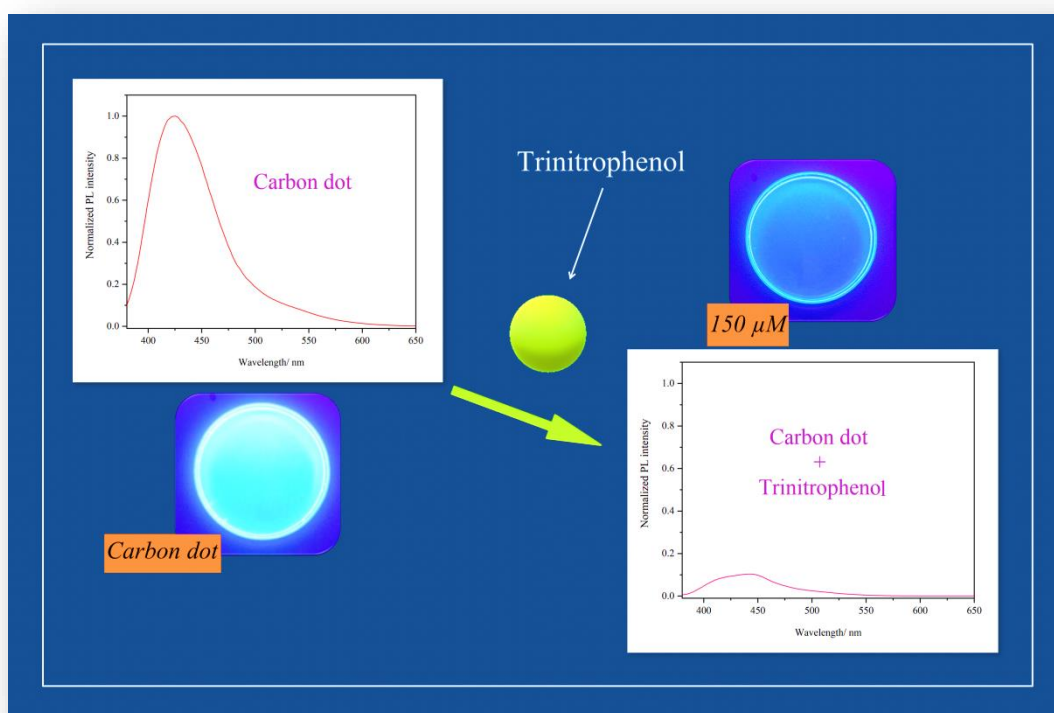 1.0
0.8
0.6
0.4
0.2
0.0
Normalized PL intensity
Carbon dot
400 450 500 550 600 650
Wavelength/ nm
Carbon dot
Trinitrophenol
150 µM
1.0
0.8
0.6
0.4
0.2
0.0
Normalized PL intensity
Carbon dot
+
Trinitrophenol
400 450 500 550 600 650
Wavelength/ nm